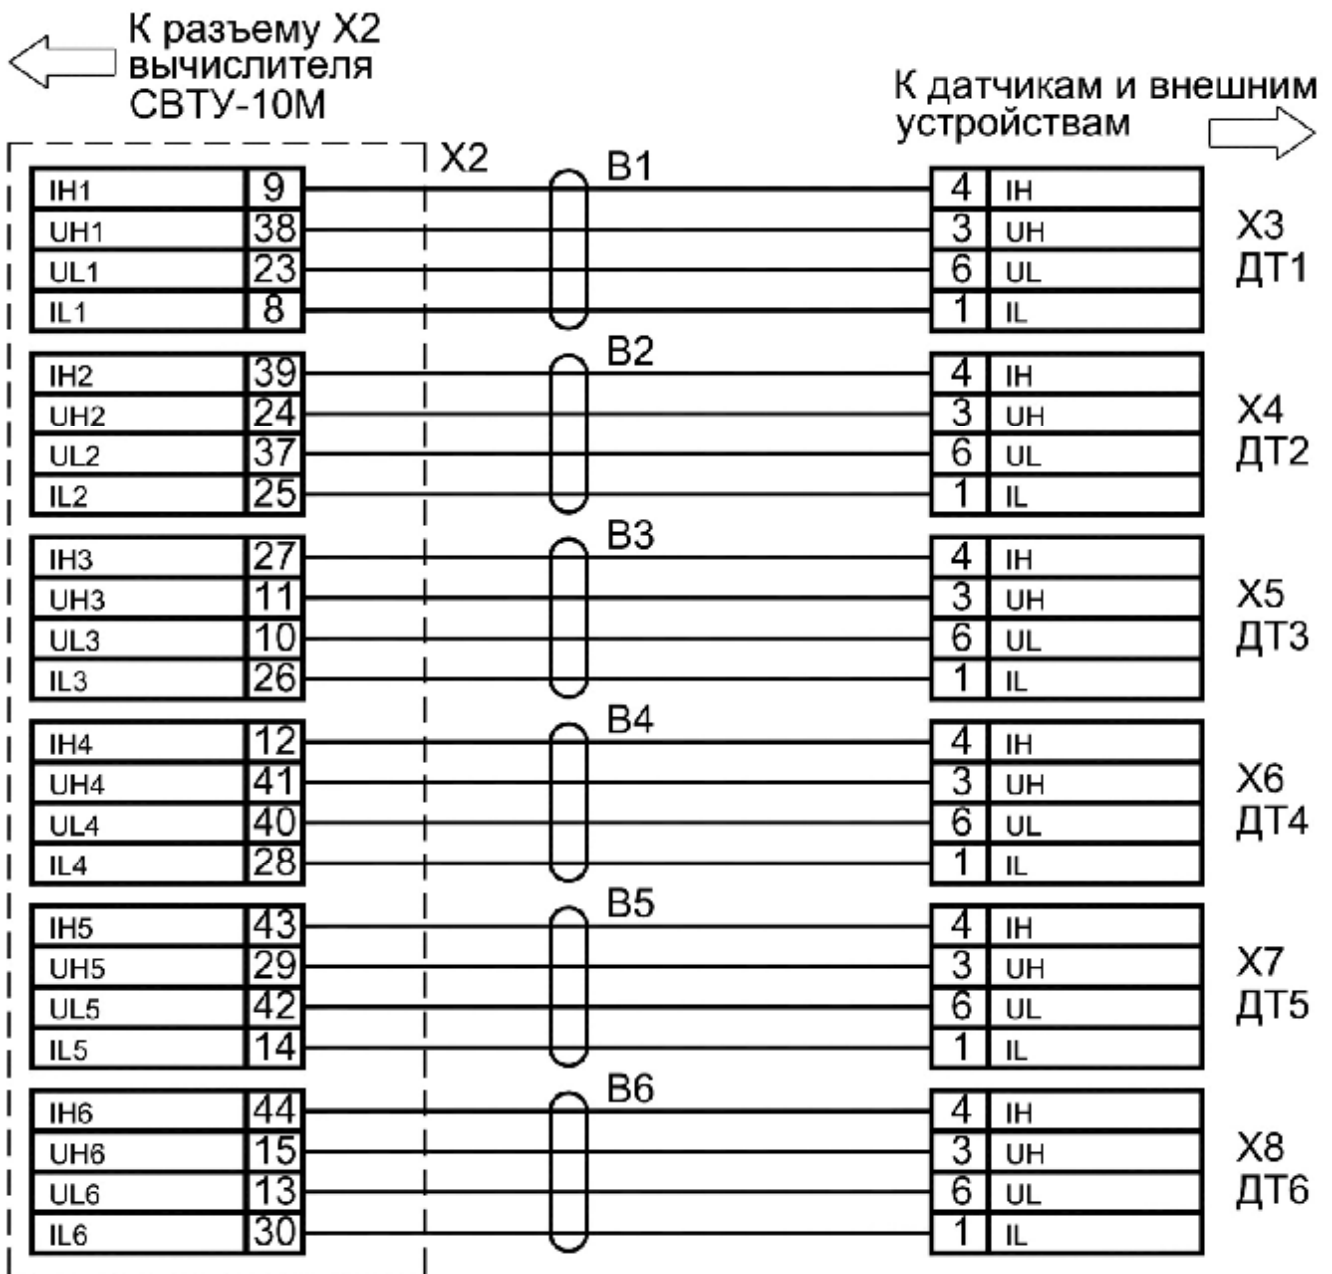 К разъему X2
вычислителя
СВТУ-10М
К датчикам и внешним
устройствам
X2
B1
IH1 9 4 IH
UH1 38 3 UH
X3
UL1 23 6 UL
ДТ1
IL1 8 1 IL
B2
IH2 39 4 IH
UH2 24 3 UH
X4
UL2 37 6 UL
ДТ2
IL2 25 1 IL
B3
IH3 27 4 IH
UH3 11 3 UH
X5
UL3 10 6 UL
ДТ3
IL3 26 1 IL
B4
IH4 12 4 IH
UH4 41 3 UH
X6
UL4 40 6 UL
ДТ4
IL4 28 1 IL
B5
IH5 43 4 IH
UH5 29 3 UH
X7
UL5 42 6 UL
ДТ5
IL5 14 1 IL
B6
IH6 44 4 IH
UH6 15 3 UH
X8
UL6 13 6 UL
ДТ6
IL6 30 1 IL